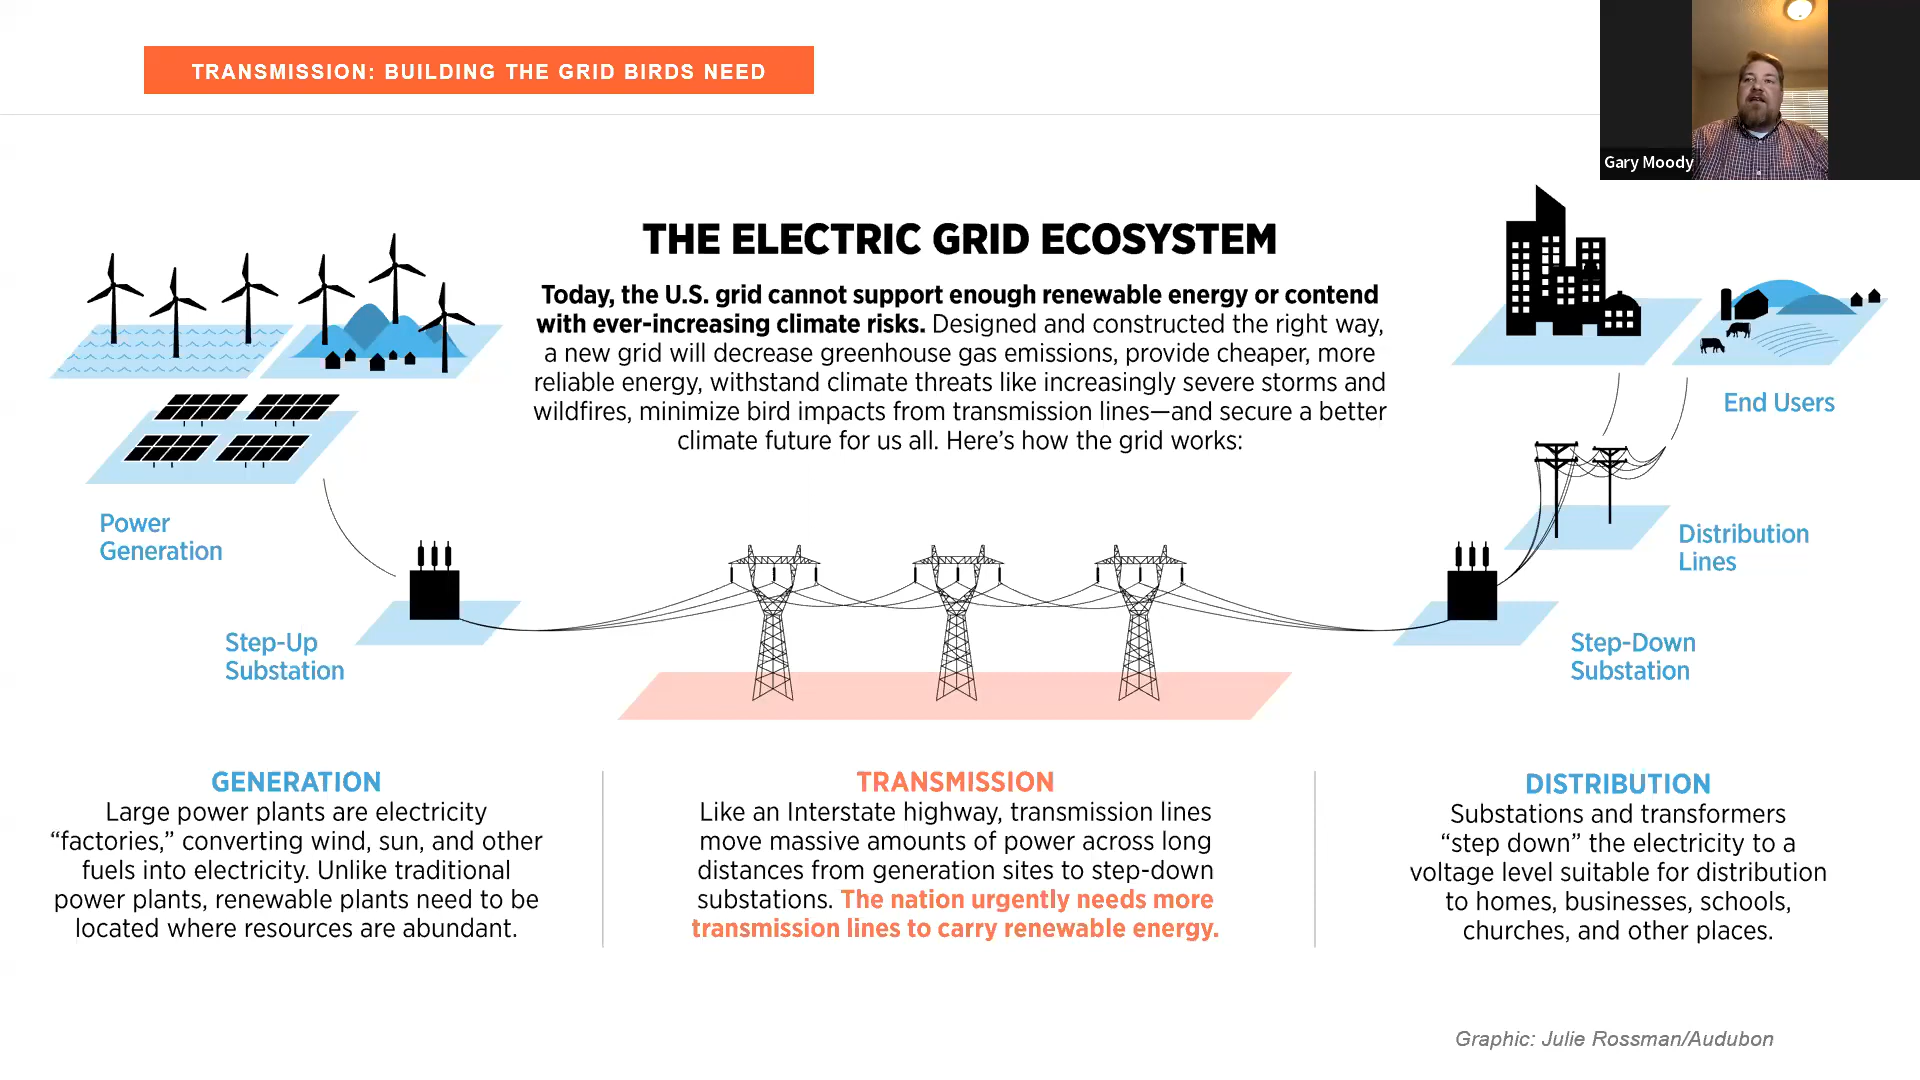 TRANSMISSION: BUILDING THE GRID BIRDS NEED
Gary Moody
THE ELECTRIC GRID ECOSYSTEM
Today, the U.S. grid cannot support enough renewable energy or contend
with ever-increasing climate risks. Designed and constructed the right way,
a new grid will decrease greenhouse gas emissions, provide cheaper, more
reliable energy, withstand climate threats like increasingly severe storms and
wildfires, minimize bird impacts from transmission lines—and secure a better
climate future for us all. Here's how the grid works:
Power
Generation
Step-Up
Substation
End Users
Distribution
Lines
Step-Down
Substation
GENERATION
Large power plants are electricity
“factories,” converting wind, sun, and other
fuels into electricity. Unlike traditional
power plants, renewable plants need to be
located where resources are abundant.
TRANSMISSION
Like an Interstate highway, transmission lines
move massive amounts of power across long
distances from generation sites to step-down
substations. The nation urgently needs more
transmission lines to carry renewable energy.
DISTRIBUTION
Substations and transformers
“step down” the electricity to a
voltage level suitable for distribution
to homes, businesses, schools,
churches, and other places.
Graphic: Julie Rossman/Audubon